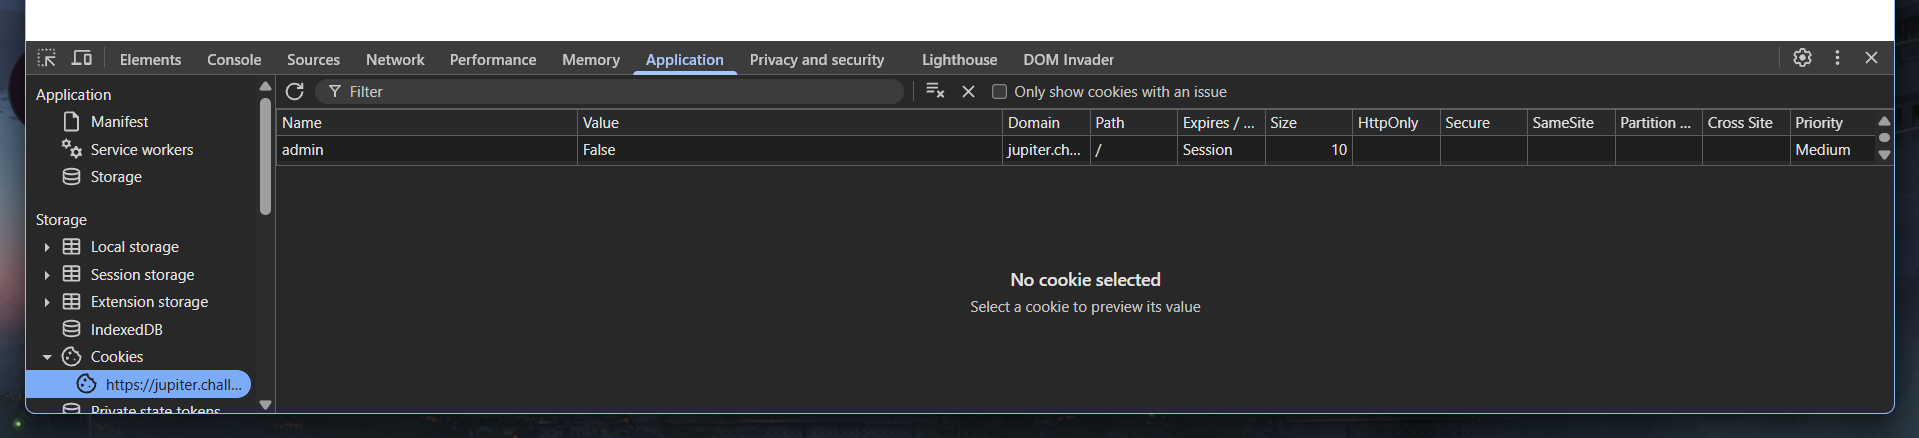 Elements Console Sources Network Performance Memory Application Privacy and security Lighthouse DOM Invader
Application
Manifest
Service workers
Storage
Storage
Local storage
Session storage
Extension storage
IndexedDB
Cookies
https://jupiter.chall...
Private state tokens
Filter
Only show cookies with an issue
Name Value Domain Path Expires / ... Size HttpOnly Secure SameSite Partition ... Cross Site Priority
admin False jupiter.ch... / Session 10 Medium
No cookie selected
Select a cookie to preview its value